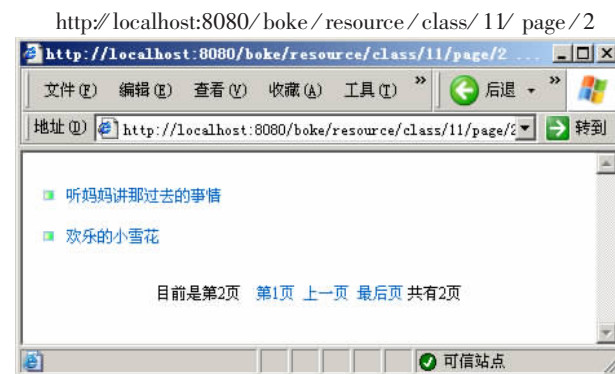 http://localhost:8080/boke/resource/class/11/page/2
http://localhost:8080/boke/resource/class/11/page/2 ...
文件(F) 编辑(E) 查看(V) 收藏(A) 工具(T) » 后退 »
地址(D) http://localhost:8080/boke/resource/class/11/page/2 转到
听妈妈讲那过去的事情
欢乐的小雪花
目前是第2页 第1页 上一页 最后页 共有2页
可信站点